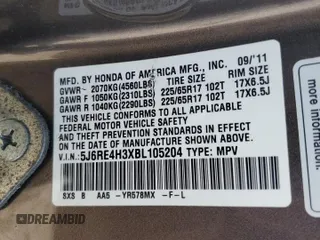 MFD. BY HONDA OF AMERICA MFG., INC. 09/'11
GVWR- 2070KG(4560LBS) TIRE SIZE RIM SIZE
GAWR F 1050KG(2310LBS) 225/65R17 102T 17X6.5J
GAWR R 1040KG(2290LBS) 225/65R17 102T 17X6.5J
THIS VEHICLE CONFORMS TO ALL APPLICABLE FEDERAL MOTOR VEHICLE SAFETY AND THEFT PREVENTION STANDARDS IN EFFECT ON THE DATE OF MANUFACTURE SHOWN ABOVE.
V.I.N: 5J6RE4H3XBL105204 TYPE: MPV
SXS B AA5 -YR578MX -F-L
DREAMBID